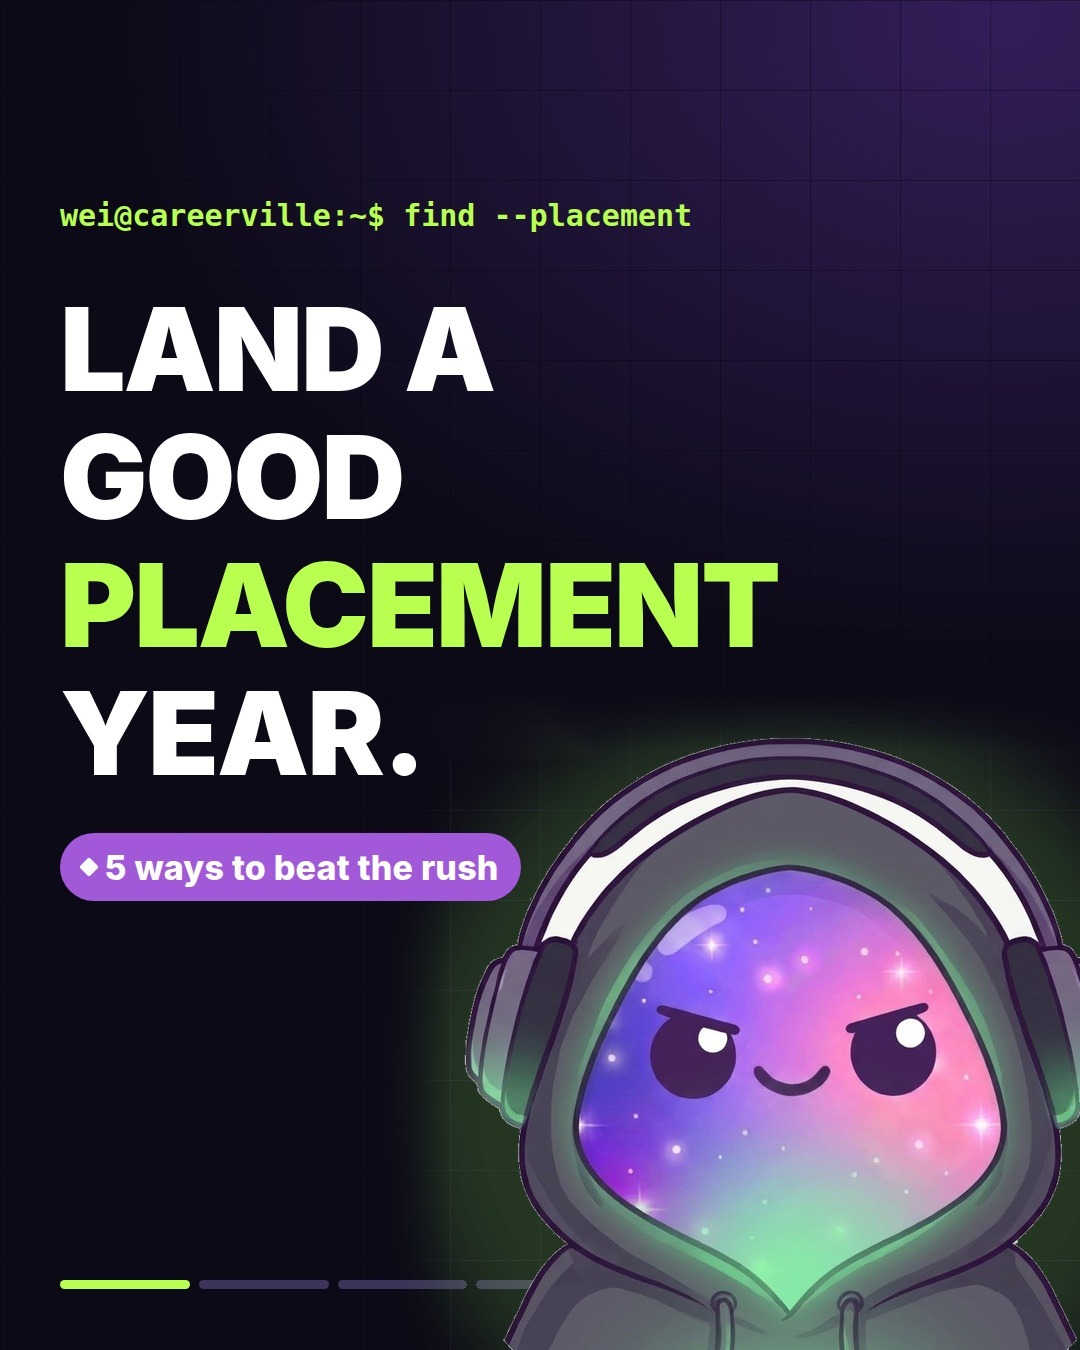 wei@careerville:~$ find --placement
LAND A
GOOD
PLACEMENT
YEAR.
5 ways to beat the rush